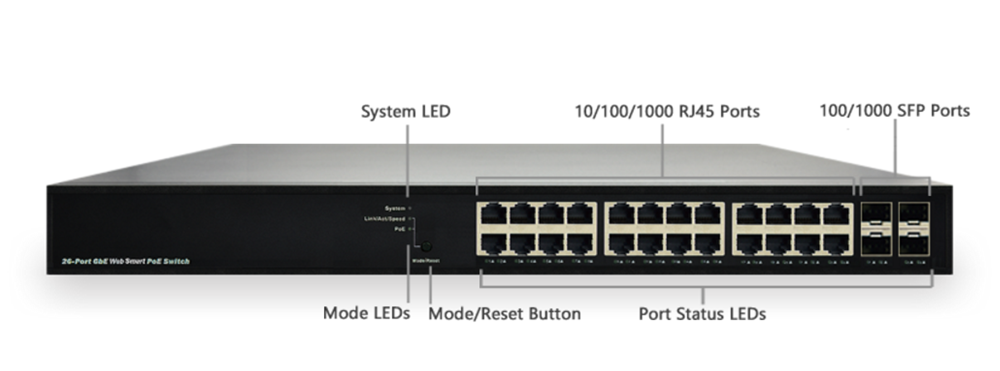 System LED
10/100/1000 RJ45 Ports
100/1000 SFP Ports
System
Link/Act/Speed
PoE
Mode/Reset
26-Port GbE Web Smart PoE Switch
Mode LEDs
Mode/Reset Button
Port Status LEDs